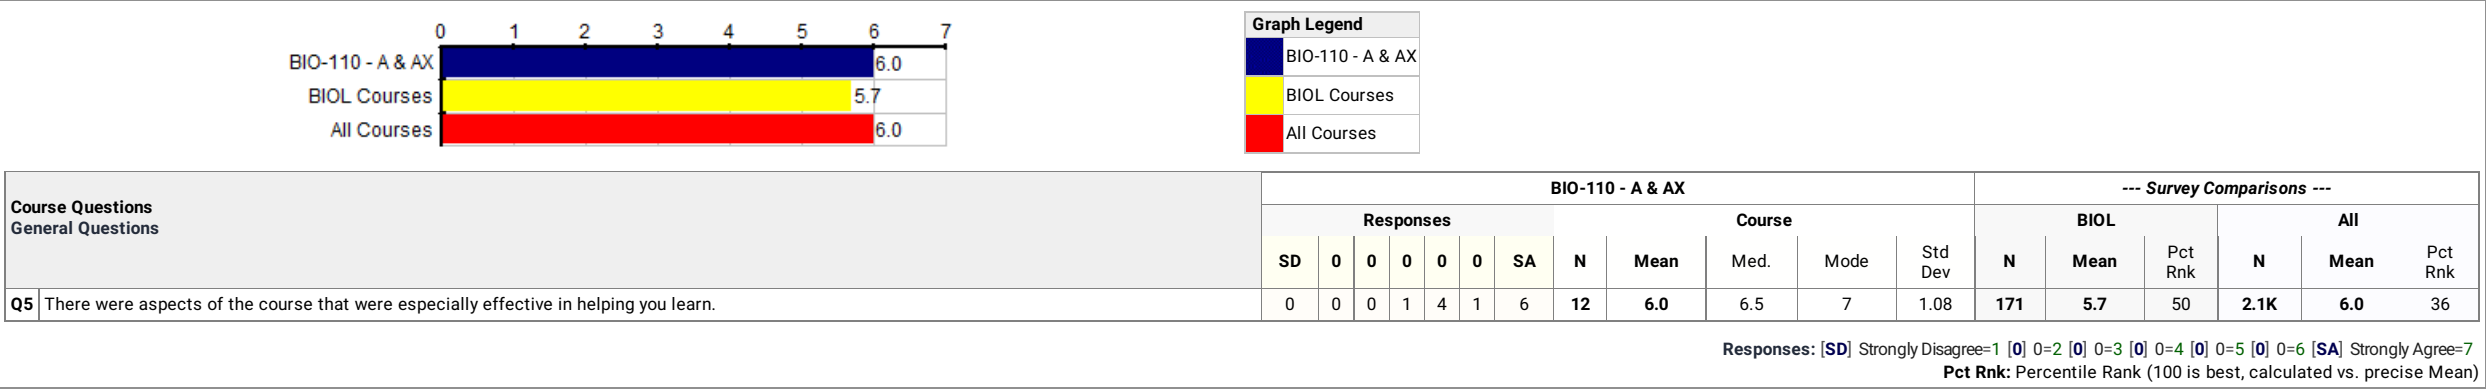 0 1 2 3 4 5 6 7
BIO-110 - A & AX 6.0
BIOL Courses 5.7
All Courses 6.0
Graph Legend
BIO-110 - A & AX
BIOL Courses
All Courses
Course Questions
General Questions
BIO-110 - A & AX --- Survey Comparisons ---
Responses Course BIOL All
SD 0 0 0 0 0 SA N Mean Med. Mode Std Dev N Mean Pct Rnk N Mean Pct Rnk
Q5 There were aspects of the course that were especially effective in helping you learn. 0 0 0 1 4 1 6 12 6.0 6.5 7 1.08 171 5.7 50 2.1K 6.0 36
Responses: [SD] Strongly Disagree=1 [0] 0=2 [0] 0=3 [0] 0=4 [0] 0=5 [0] 0=6 [SA] Strongly Agree=7
Pct Rnk: Percentile Rank (100 is best, calculated vs. precise Mean)